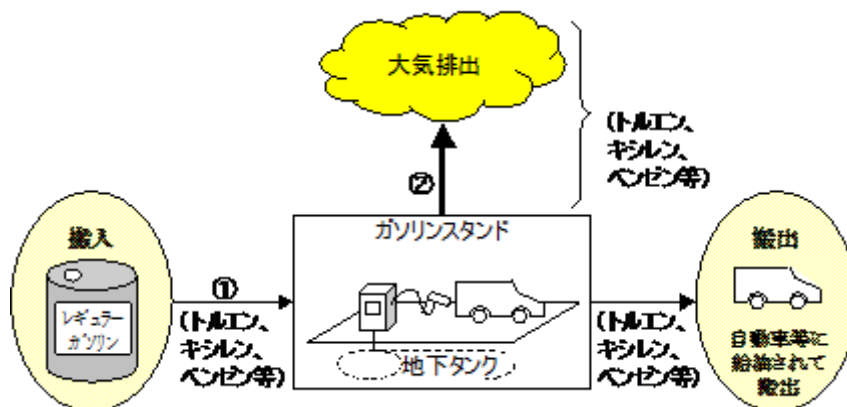 大気排出
(トルエン、
キシレン、
ベンゼン等)
②
搬入
レギュラー
ガソリン
①
(トルエン、
キシレン、
ベンゼン等)
ガソリンスタンド
地下タンク
(トルエン、
キシレン、
ベンゼン等)
搬出
自動車等に
給油されて
搬出